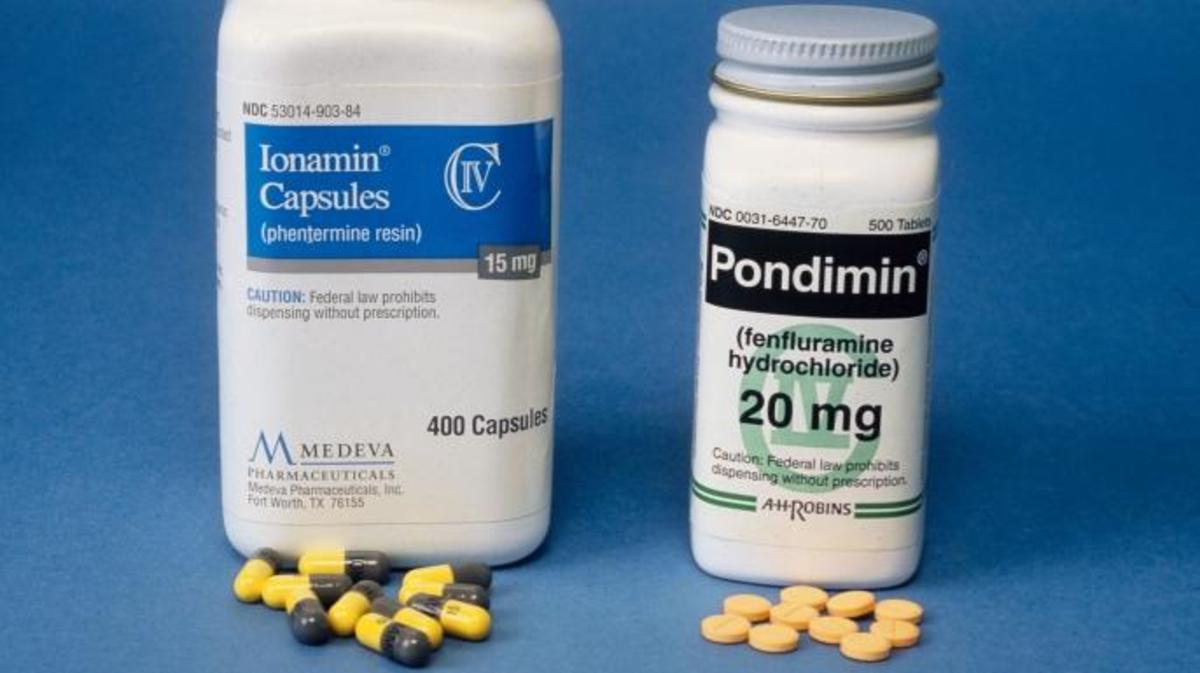 NDC 53014-903-84
Ionamin®
Capsules
(phentermine resin)
CIV
15 mg
CAUTION: Federal law prohibits
dispensing without prescription.
400 Capsules
MEDEVA
PHARMACEUTICALS
Medeva Pharmaceuticals, Inc.
Fort Worth, TX 76155
NDC 0031-6447-70 500 Tablets
Pondimin®
(fenfluramine
hydrochloride)
CIV
20 mg
Caution: Federal law prohibits
dispensing without prescription.
A·H·ROBINS